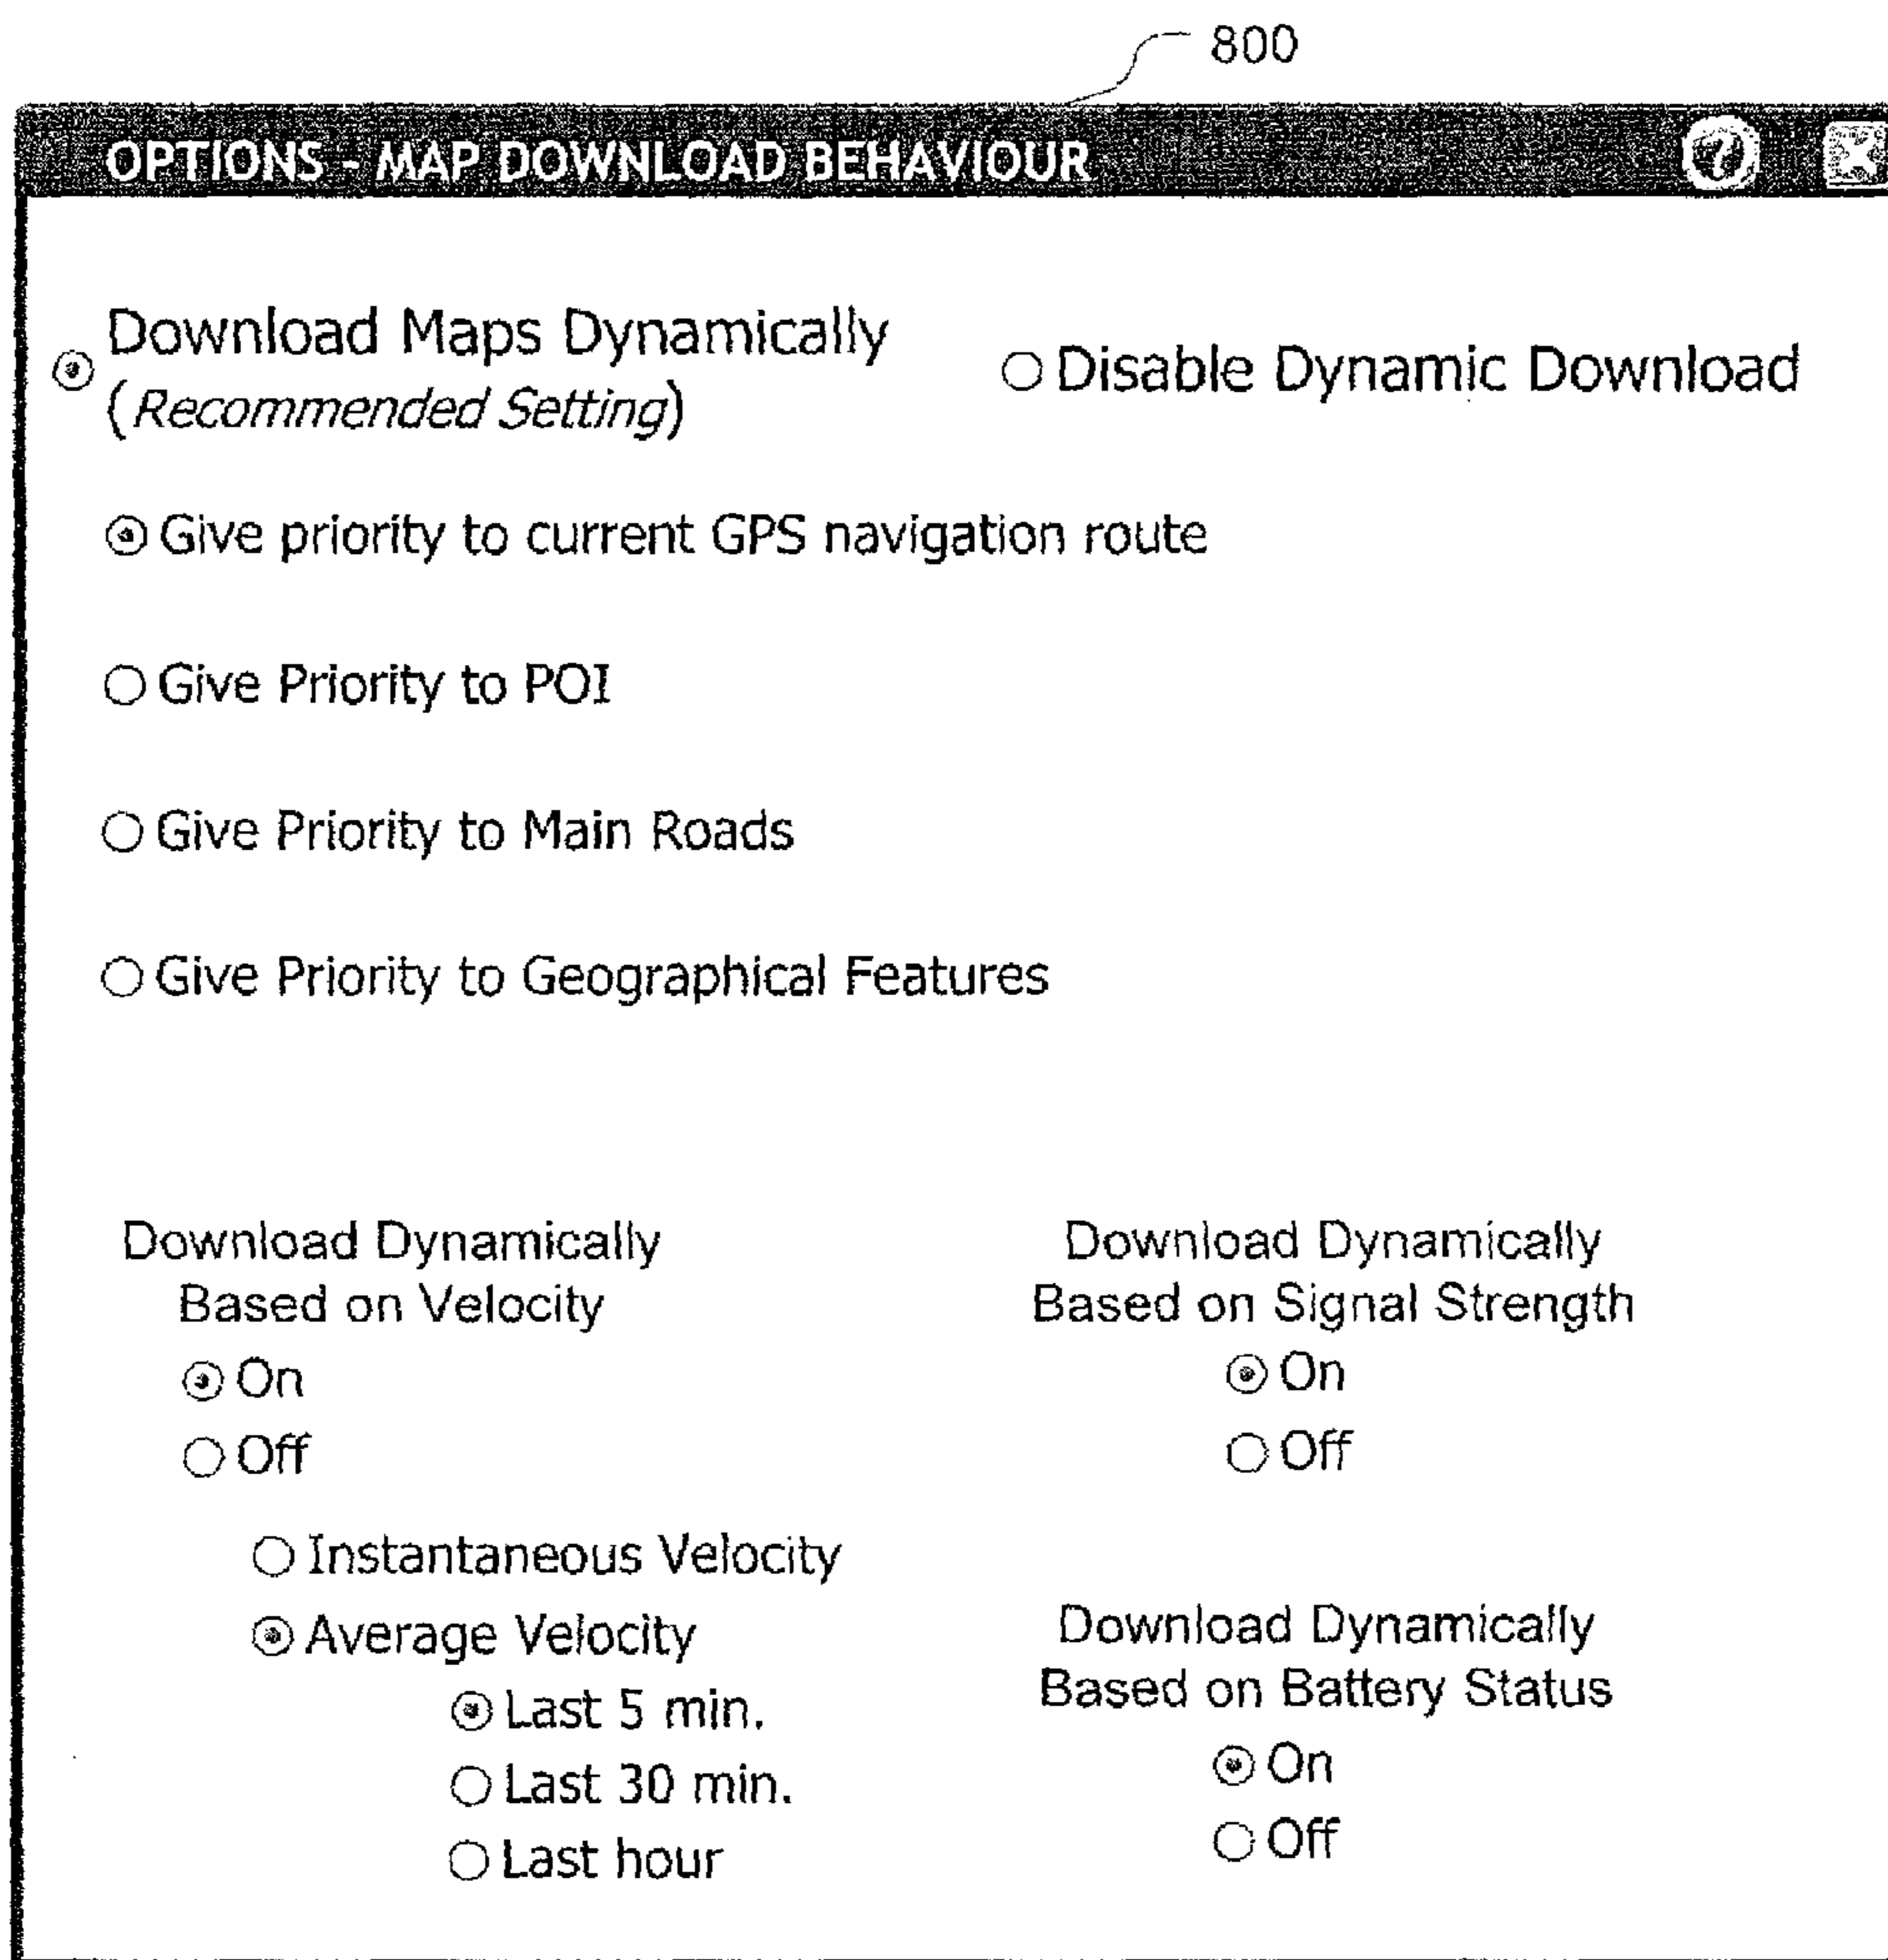 800
OPTIONS - MAP DOWNLOAD BEHAVIOUR ? X
Download Maps Dynamically
(Recommended Setting)
Disable Dynamic Download
Give priority to current GPS navigation route
Give Priority to POI
Give Priority to Main Roads
Give Priority to Geographical Features
Download Dynamically
Based on Velocity
On
Off
Instantaneous Velocity
Average Velocity
Last 5 min.
Last 30 min.
Last hour
Download Dynamically
Based on Signal Strength
On
Off
Download Dynamically
Based on Battery Status
On
Off